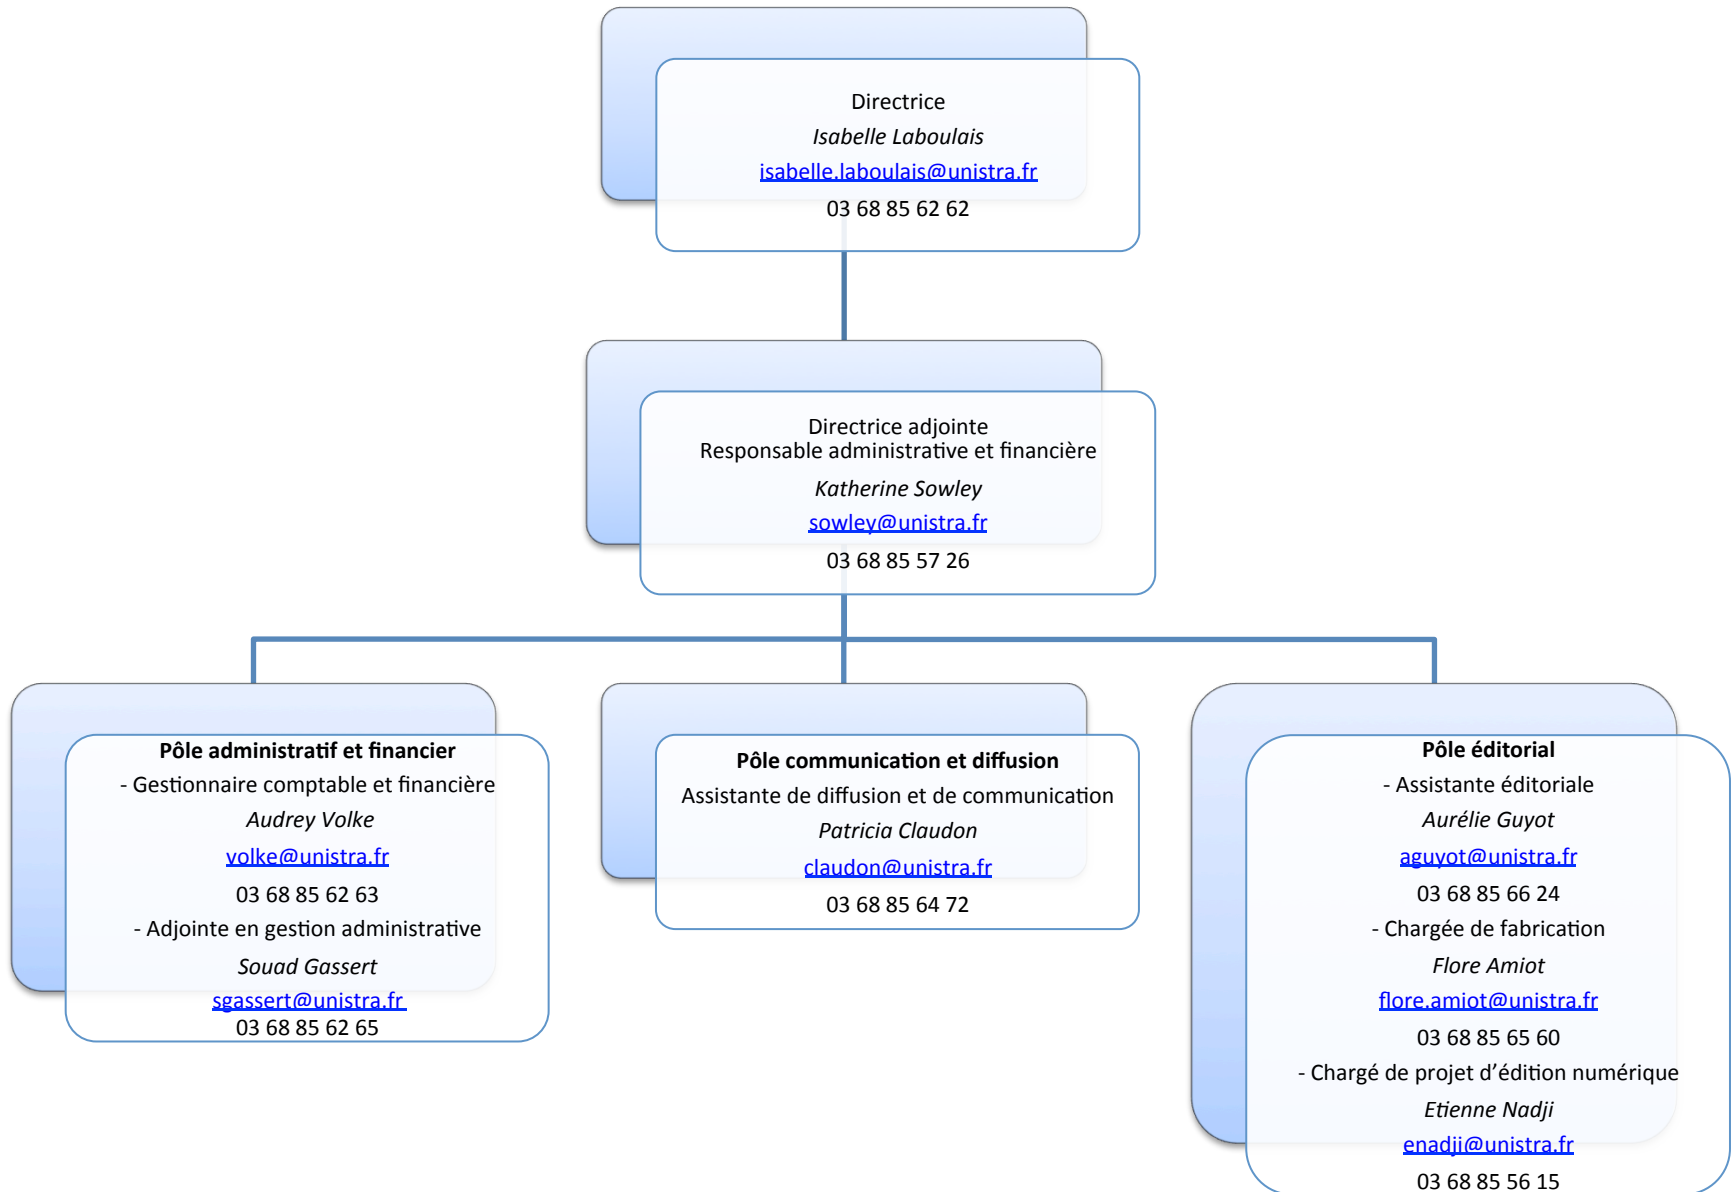 Directrice
Isabelle Laboulais
isabelle.laboulais@unistra.fr
03 68 85 62 62
Directrice adjointe
Responsable administrative et financière
Katherine Sowley
sowley@unistra.fr
03 68 85 57 26
Pôle administratif et financier
- Gestionnaire comptable et financière
Audrey Volke
volke@unistra.fr
03 68 85 62 63
- Adjointe en gestion administrative
Souad Gassert
sgassert@unistra.fr
03 68 85 62 65
Pôle communication et diffusion
Assistante de diffusion et de communication
Patricia Claudon
claudon@unistra.fr
03 68 85 64 72
Pôle éditorial
- Assistante éditoriale
Aurélie Guyot
aguyot@unistra.fr
03 68 85 66 24
- Chargée de fabrication
Flore Amiot
flore.amiot@unistra.fr
03 68 85 65 60
- Chargé de projet d’édition numérique
Etienne Nadji
enadji@unistra.fr
03 68 85 56 15